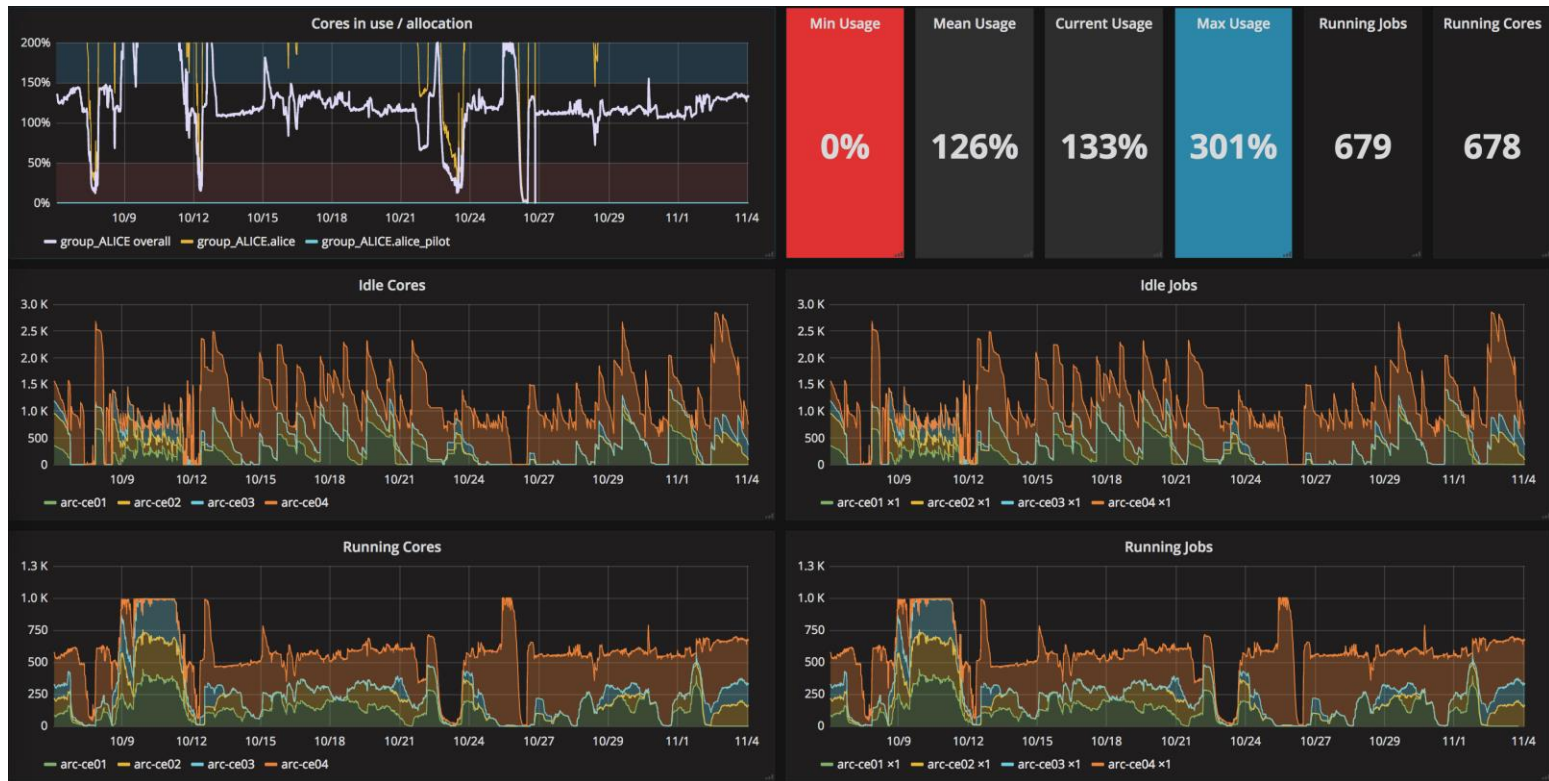 Cores in use / allocation
200%
150%
100%
50%
0%
10/9 10/12 10/15 10/18 10/21 10/24 10/27 10/29 11/1 11/4
group_ALICE overall group_ALICE.alice group_ALICE.alice_pilot
Min Usage Mean Usage Current Usage Max Usage Running Jobs Running Cores
0% 126% 133% 301% 679 678
Idle Cores
3.0 K
2.5 K
2.0 K
1.5 K
1.0 K
500
0
10/9 10/12 10/15 10/18 10/21 10/24 10/27 10/29 11/1 11/4
arc-ce01 arc-ce02 arc-ce03 arc-ce04
Idle Jobs
3.0 K
2.5 K
2.0 K
1.5 K
1.0 K
500
0
10/9 10/12 10/15 10/18 10/21 10/24 10/27 10/29 11/1 11/4
arc-ce01 ×1 arc-ce02 ×1 arc-ce03 ×1 arc-ce04 ×1
Running Cores
1.3 K
1.0 K
750
500
250
0
10/9 10/12 10/15 10/18 10/21 10/24 10/27 10/29 11/1 11/4
arc-ce01 arc-ce02 arc-ce03 arc-ce04
Running Jobs
1.3 K
1.0 K
750
500
250
0
10/9 10/12 10/15 10/18 10/21 10/24 10/27 10/29 11/1 11/4
arc-ce01 ×1 arc-ce02 ×1 arc-ce03 ×1 arc-ce04 ×1